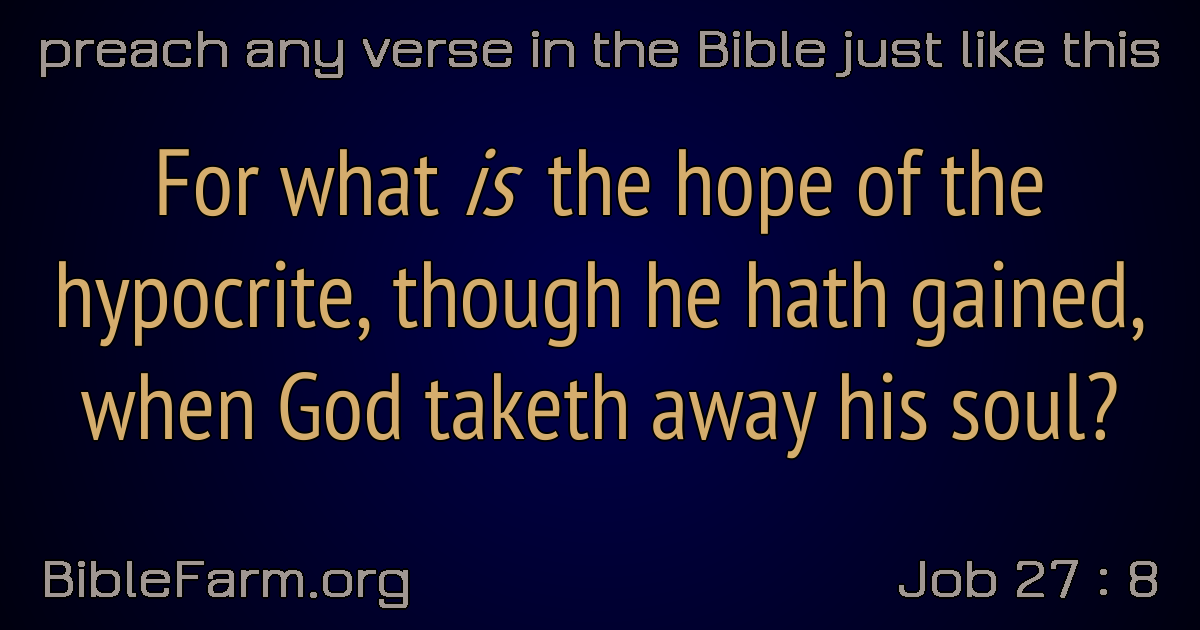 preach any verse in the Bible just like this
For what is the hope of the
hypocrite, though he hath gained,
when God taketh away his soul?
BibleFarm.org
Job 27 : 8